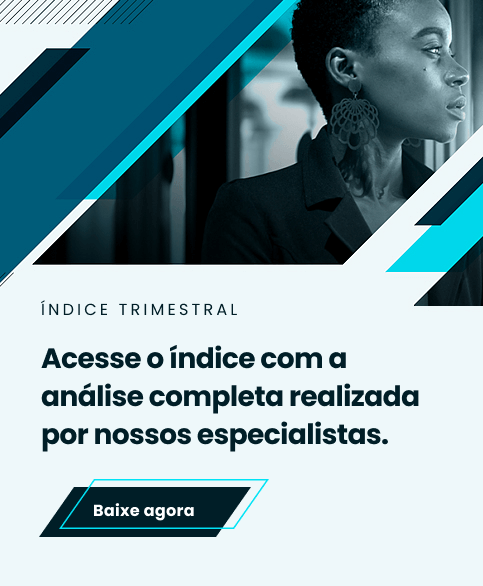 ÍNDICE TRIMESTRAL
Acesse o índice com a
análise completa realizada
por nossos especialistas.
Baixe agora